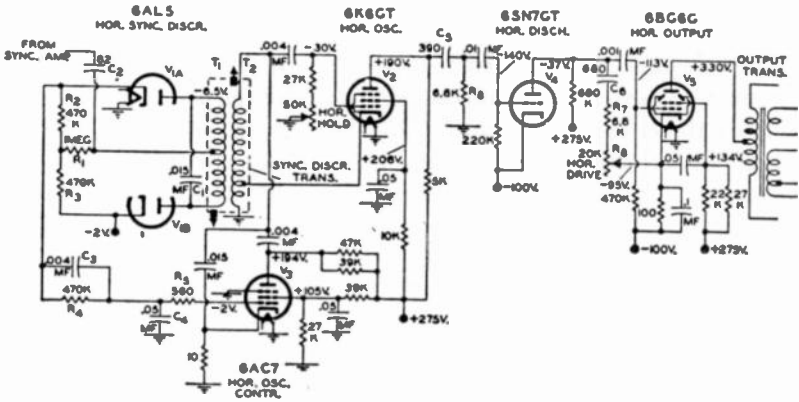 6AL5
HOR. SYNC. DISCR.
6K6GT
HOR. OSC.
6SN7GT
HOR. DISCH.
6BG6G
HOR. OUTPUT
FROM
SYNC. AMP.
62
C2
V1A
T1
T2
.004
MF
-30V.
+190V.
390
C5
.01
MF
-140V.
-37V.
.001
MF
-113V.
+330V.
OUTPUT
TRANS.
-6.5V.
27K
V2
V4
680
C6
V5
R2
470
K
50K
HOR.
HOLD
6.8K
R8
680
K
R7
6.8
K
1MEG
R1
.015
MF
C1
SYNC. DISCR.
TRANS.
+208V.
220K
+275V.
20K
R8
HOR.
DRIVE
.05
MF
+134V.
R3
470K
.05
MF
5K
-100V.
-95V.
470K
100
.1
MF
22
K
27
K
-2V.
V1B
.004
MF
10K
-100V.
+275V.
.004
MF
C3
.015
MF
+194V.
47K
39K
470K
R4
R5
560
V3
+105V.
39K
-2V.
.05
MF
C4
27
K
.05
MF
+275V.
10
6AC7
HOR. OSC.
CONTR.